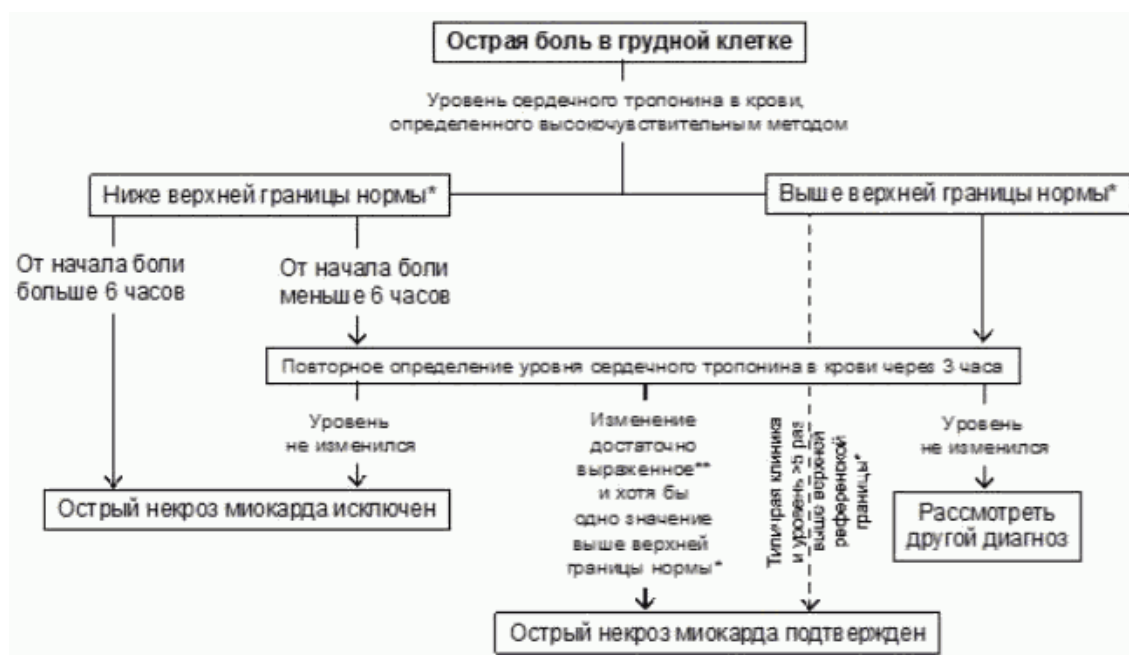 Острая боль в грудной клетке
Уровень сердечного тропонина в крови,
определенного высокочувствительным методом
Ниже верхней границы нормы*
Выше верхней границы нормы*
От начала боли
больше 6 часов
От начала боли
меньше 6 часов
Повторное определение уровня сердечного тропонина в крови через 3 часа
Уровень
не изменился
Изменение
достаточно
выраженное**
и хотя бы
одно значение
выше верхней
границы нормы*
Типичная клиника
и уровень >5 раз
выше верхней
референской
границы*
Уровень
не изменился
Острый некроз миокарда исключен
Рассмотреть
другой диагноз
Острый некроз миокарда подтвержден